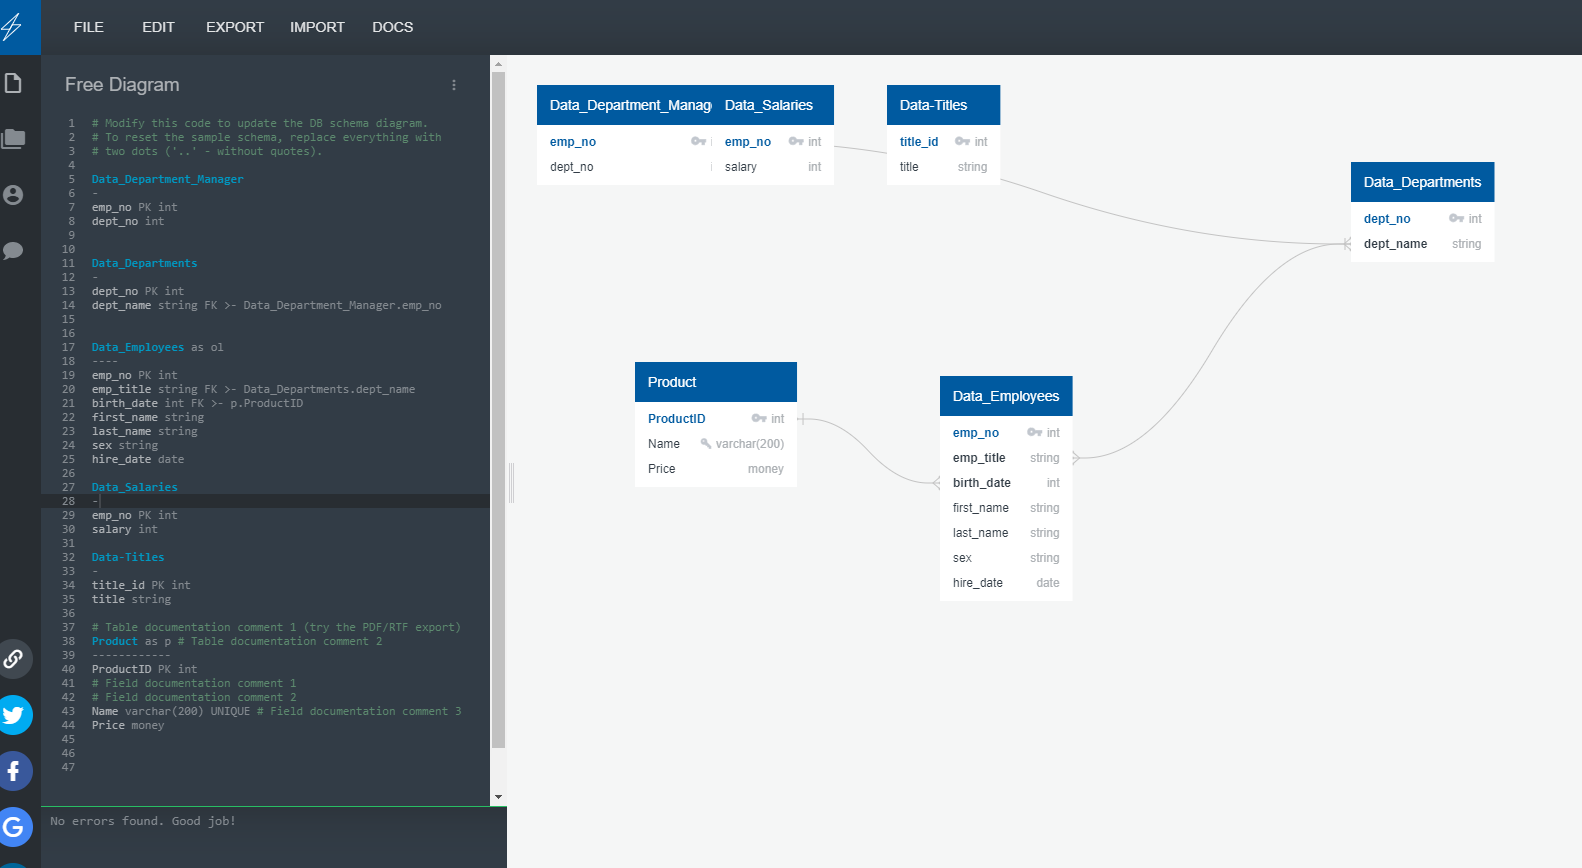 FILE EDIT EXPORT IMPORT DOCS
Free Diagram
1 # Modify this code to update the DB schema diagram.
2 # To reset the sample schema, replace everything with
3 # two dots ('..' - without quotes).
4
5 Data_Department_Manager
6 -
7 emp_no PK int
8 dept_no int
9
10
11 Data_Departments
12 -
13 dept_no PK int
14 dept_name string FK >- Data_Department_Manager.emp_no
15
16
17 Data_Employees as ol
18 ----
19 emp_no PK int
20 emp_title string FK >- Data_Departments.dept_name
21 birth_date int FK >- p.ProductID
22 first_name string
23 last_name string
24 sex string
25 hire_date date
26
27 Data_Salaries
28 -
29 emp_no PK int
30 salary int
31
32 Data-Titles
33 -
34 title_id PK int
35 title string
36
37 # Table documentation comment 1 (try the PDF/RTF export)
38 Product as p # Table documentation comment 2
39 ------------
40 ProductID PK int
41 # Field documentation comment 1
42 # Field documentation comment 2
43 Name varchar(200) UNIQUE # Field documentation comment 3
44 Price money
45
46
47
No errors found. Good job!
Data_Department_Manag
emp_no
dept_no
Data_Salaries
emp_no int
salary int
Data-Titles
title_id int
title string
Data_Departments
dept_no int
dept_name string
Product
ProductID int
Name varchar(200)
Price money
Data_Employees
emp_no int
emp_title string
birth_date int
first_name string
last_name string
sex string
hire_date date